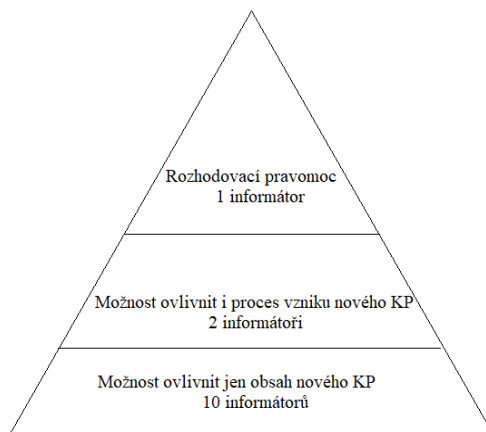 Rozhodovací pravomoc
1 informátor
Možnost ovlivnit i proces vzniku nového KP
2 informátoři
Možnost ovlivnit jen obsah nového KP
10 informátorů